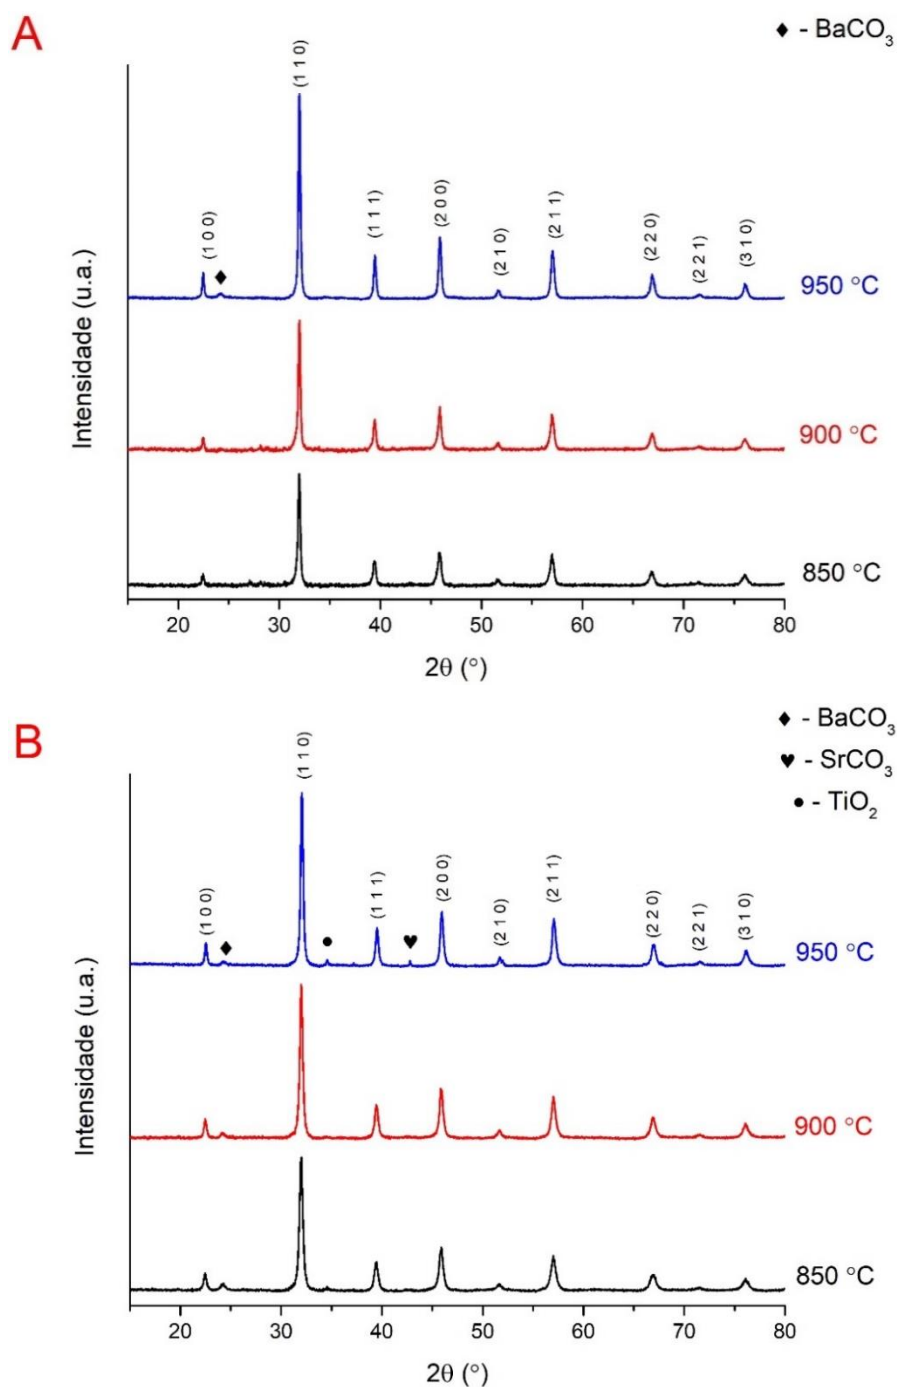 A
♦ - BaCO₃
(1 1 0)
(1 0 0)
♦
(1 1 1)
(2 0 0)
(2 1 0)
(2 1 1)
(2 2 0)
(2 2 1)
(3 1 0)
950 °C
900 °C
850 °C
Intensidade (u.a.)
20 30 40 50 60 70 80
2θ (°)
B
♦ - BaCO₃
♥ - SrCO₃
● - TiO₂
(1 1 0)
(1 0 0)
♦
●
(1 1 1)
♥
(2 0 0)
(2 1 0)
(2 1 1)
(2 2 0)
(2 2 1)
(3 1 0)
950 °C
900 °C
850 °C
Intensidade (u.a.)
20 30 40 50 60 70 80
2θ (°)